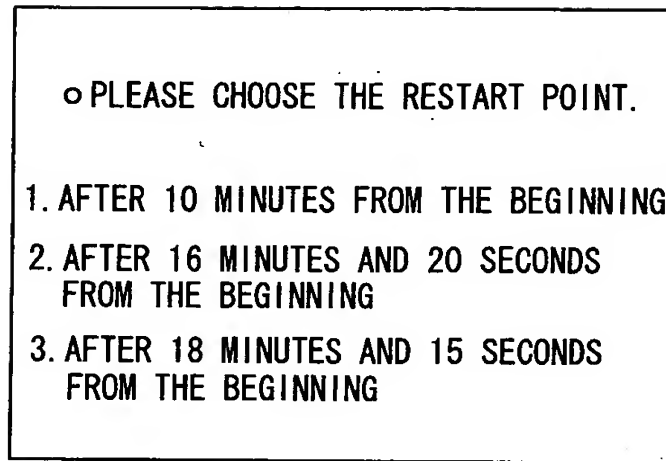 o PLEASE CHOOSE THE RESTART POINT.
1. AFTER 10 MINUTES FROM THE BEGINNING
2. AFTER 16 MINUTES AND 20 SECONDS
FROM THE BEGINNING
3. AFTER 18 MINUTES AND 15 SECONDS
FROM THE BEGINNING